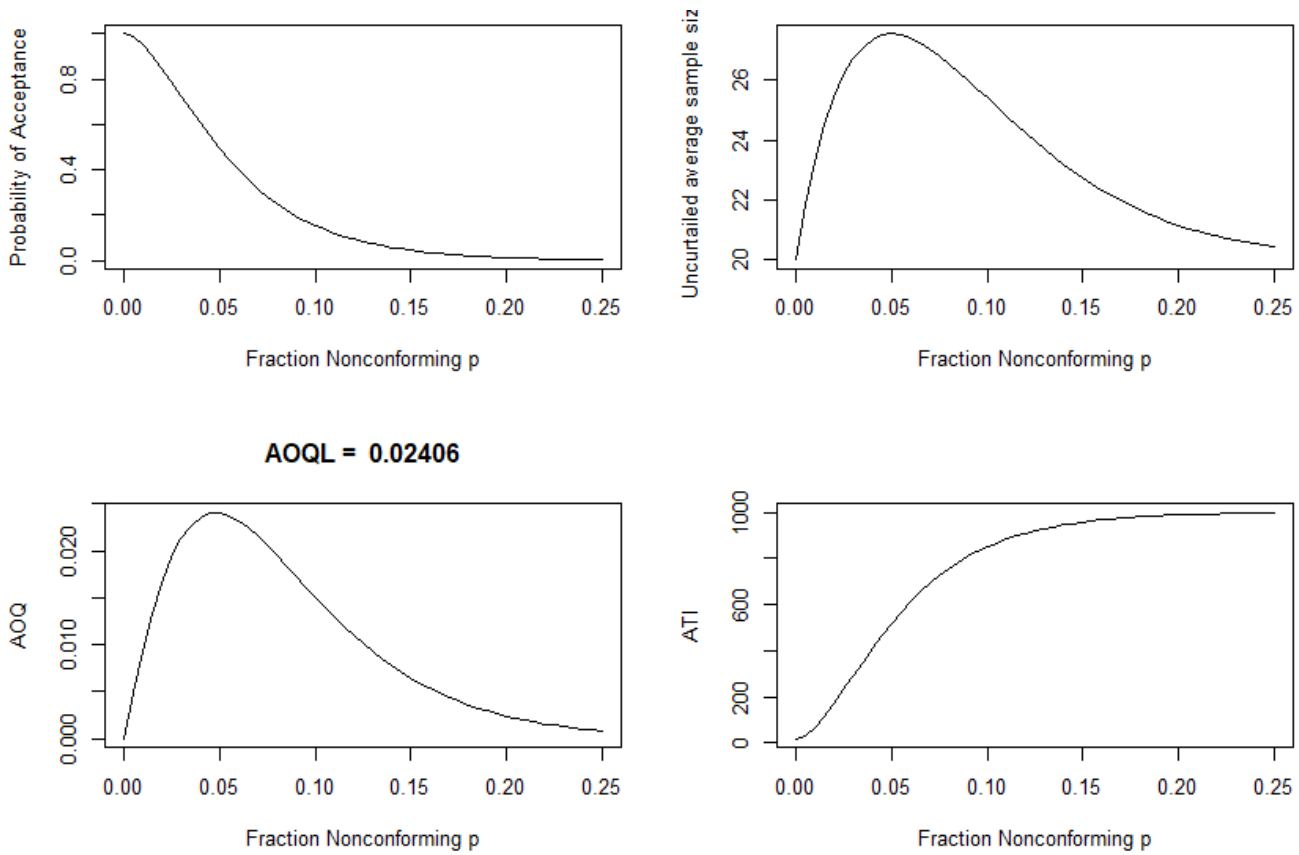 Probability of Acceptance
0.0 0.4 0.8
0.00 0.05 0.10 0.15 0.20 0.25
Fraction Nonconforming p
Uncurtailed average sample siz
20 22 24 26
0.00 0.05 0.10 0.15 0.20 0.25
Fraction Nonconforming p
AOQL = 0.02406
AOQ
0.000 0.010 0.020
0.00 0.05 0.10 0.15 0.20 0.25
Fraction Nonconforming p
ATI
0 200 600 1000
0.00 0.05 0.10 0.15 0.20 0.25
Fraction Nonconforming p